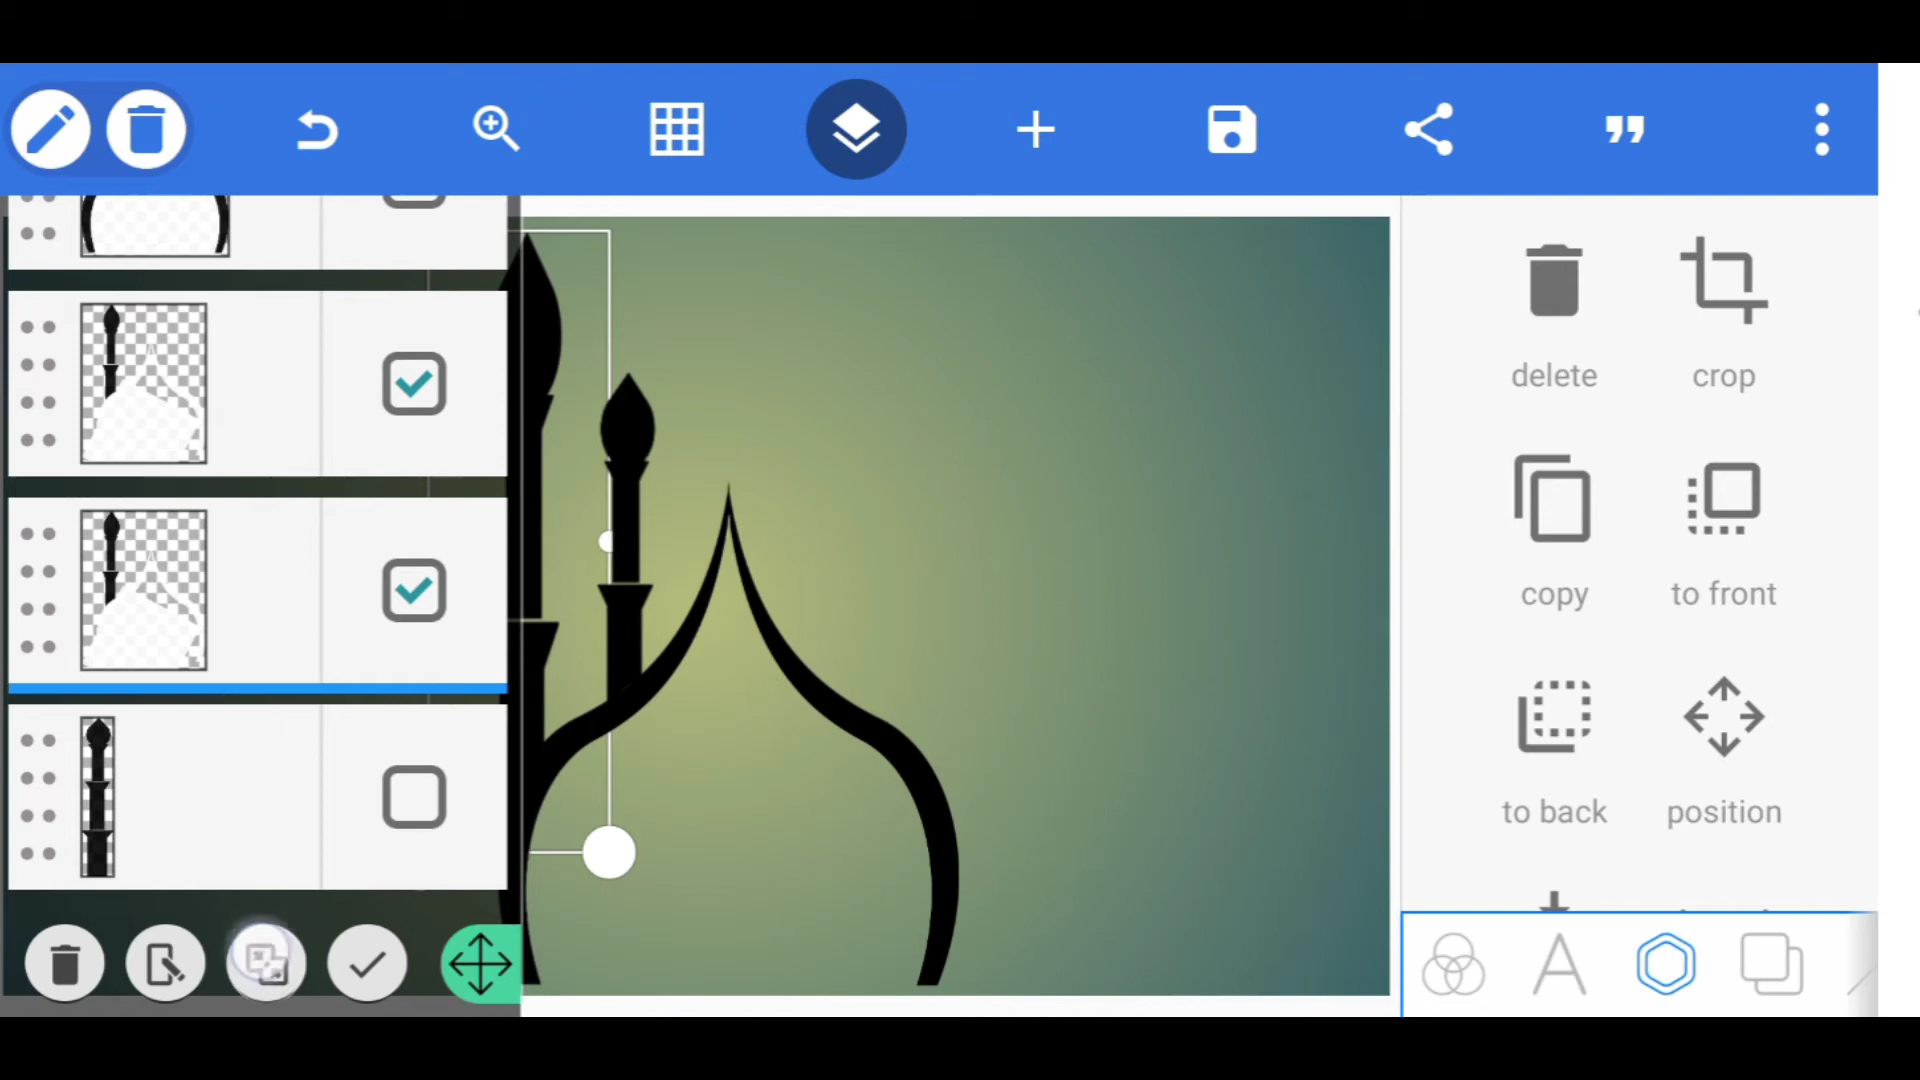 delete
crop
copy
to front
to back
position